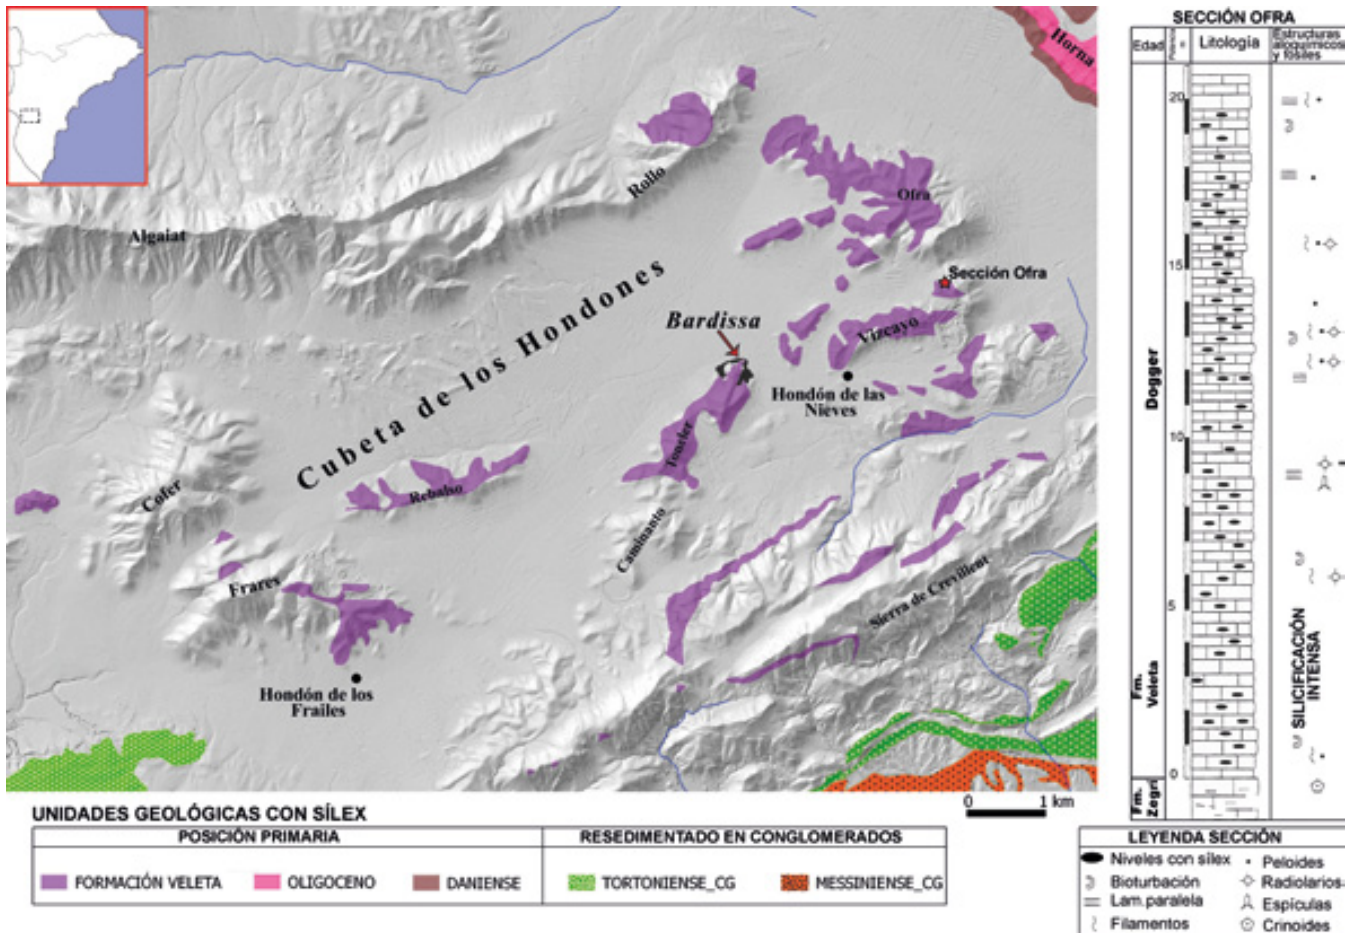 Horna
Rollo
Ofra
Algaiat
Sección Ofra
Cubeta de los Hondones
Bardissa
Vizcayo
Hondón de las
Nieves
Toneler
Rebalso
Cofer
Caminanto
Frares
Sierra de Crevillent
Hondón de los
Frailes
0 1 km
SECCIÓN OFRA
Edad
Potencia
m
Litología
Estructuras
aloquímicos
y fósiles
20
15
Dogger
10
5
Fm.
Veleta
SILICIFICACIÓN
INTENSA
0
Fm.
Zegrí
UNIDADES GEOLÓGICAS CON SÍLEX
POSICIÓN PRIMARIA
RESEDIMENTADO EN CONGLOMERADOS
FORMACIÓN VELETA OLIGOCENO DANIENSE TORTONIENSE_CG MESSINIENSE_CG
LEYENDA SECCIÓN
Niveles con sílex Peloides
Bioturbación Radiolarios
Lam.paralela Espículas
Filamentos Crinoides